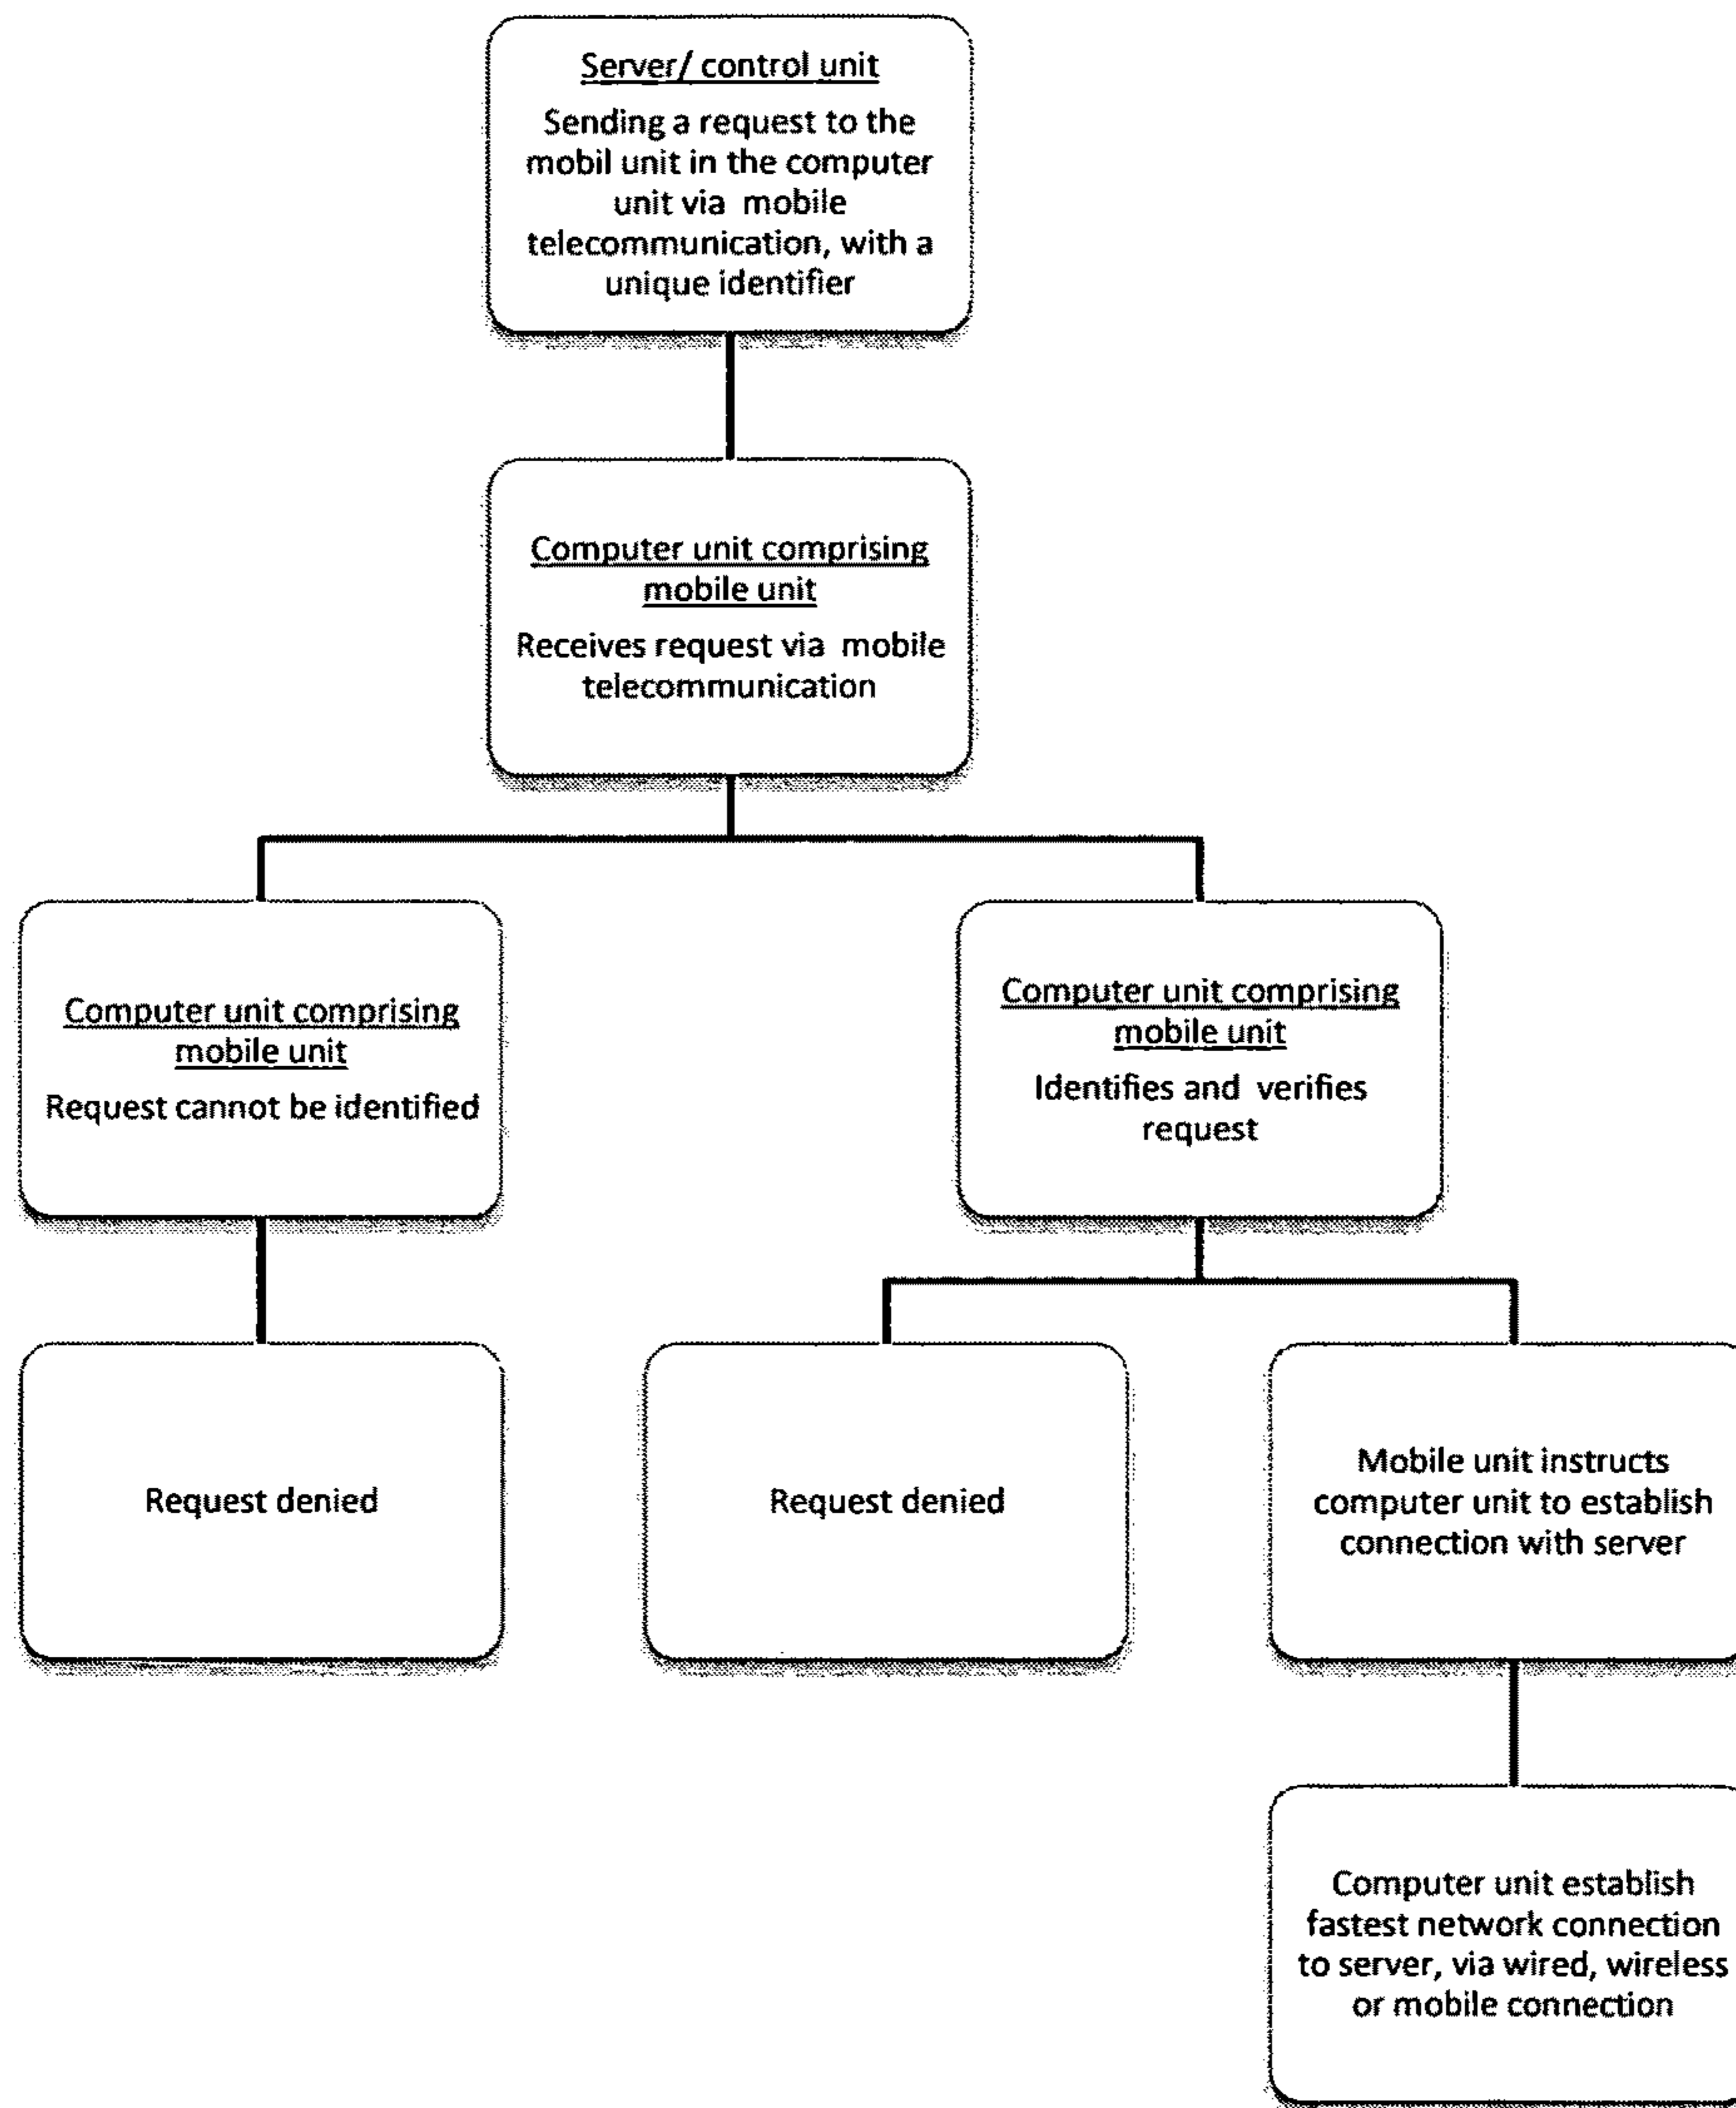 Server/ control unit
Sending a request to the
mobil unit in the computer
unit via mobile
telecommunication, with a
unique identifier
Computer unit comprising
mobile unit
Receives request via mobile
telecommunication
Computer unit comprising
mobile unit
Request cannot be identified
Computer unit comprising
mobile unit
Identifies and verifies
request
Request denied
Request denied
Mobile unit instructs
computer unit to establish
connection with server
Computer unit establish
fastest network connection
to server, via wired, wireless
or mobile connection